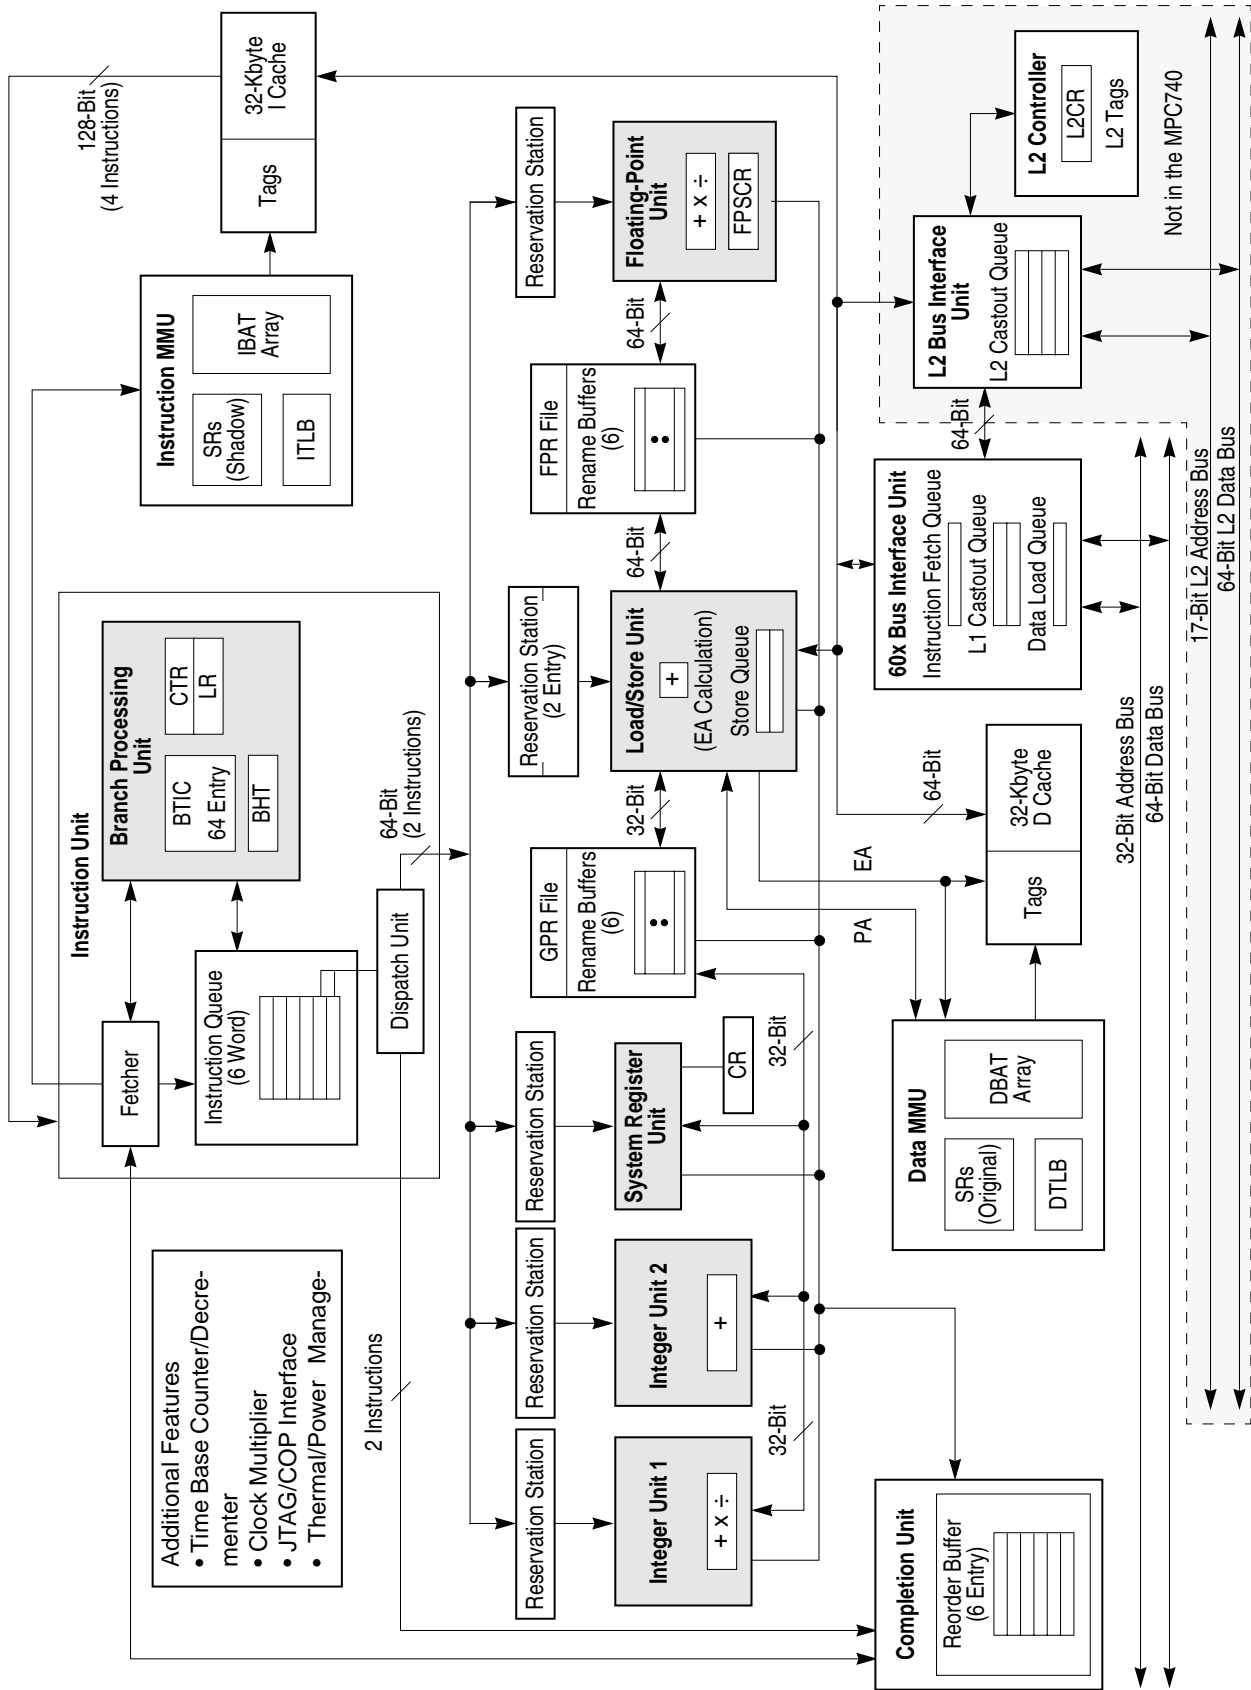 Additional Features
• Time Base Counter/Decre-
menter
• Clock Multiplier
• JTAG/COP Interface
• Thermal/Power Manage-
Instruction Unit
Fetcher
Branch Processing
Unit
BTIC
64 Entry
CTR
LR
BHT
Instruction Queue
(6 Word)
Dispatch Unit
64-Bit
(2 Instructions)
2 Instructions
Instruction MMU
SRs
(Shadow)
ITLB
IBAT
Array
128-Bit
(4 Instructions)
Tags
32-Kbyte
I Cache
Reservation Station
Reservation Station
Reservation Station
Reservation Station
(2 Entry)
Reservation Station
Integer Unit 1
+ x ÷
Integer Unit 2
+
System Register
Unit
CR
32-Bit
32-Bit
GPR File
Rename Buffers
(6)
32-Bit
Load/Store Unit
+
(EA Calculation)
Store Queue
64-Bit
FPR File
Rename Buffers
(6)
64-Bit
Floating-Point
Unit
+ x ÷
FPSCR
PA
EA
64-Bit
Completion Unit
Reorder Buffer
(6 Entry)
Data MMU
SRs
(Original)
DTLB
DBAT
Array
Tags
32-Kbyte
D Cache
60x Bus Interface Unit
Instruction Fetch Queue
L1 Castout Queue
Data Load Queue
64-Bit
L2 Bus Interface
Unit
L2 Castout Queue
L2 Controller
L2CR
L2 Tags
Not in the MPC740
32-Bit Address Bus
64-Bit Data Bus
17-Bit L2 Address Bus
64-Bit L2 Data Bus